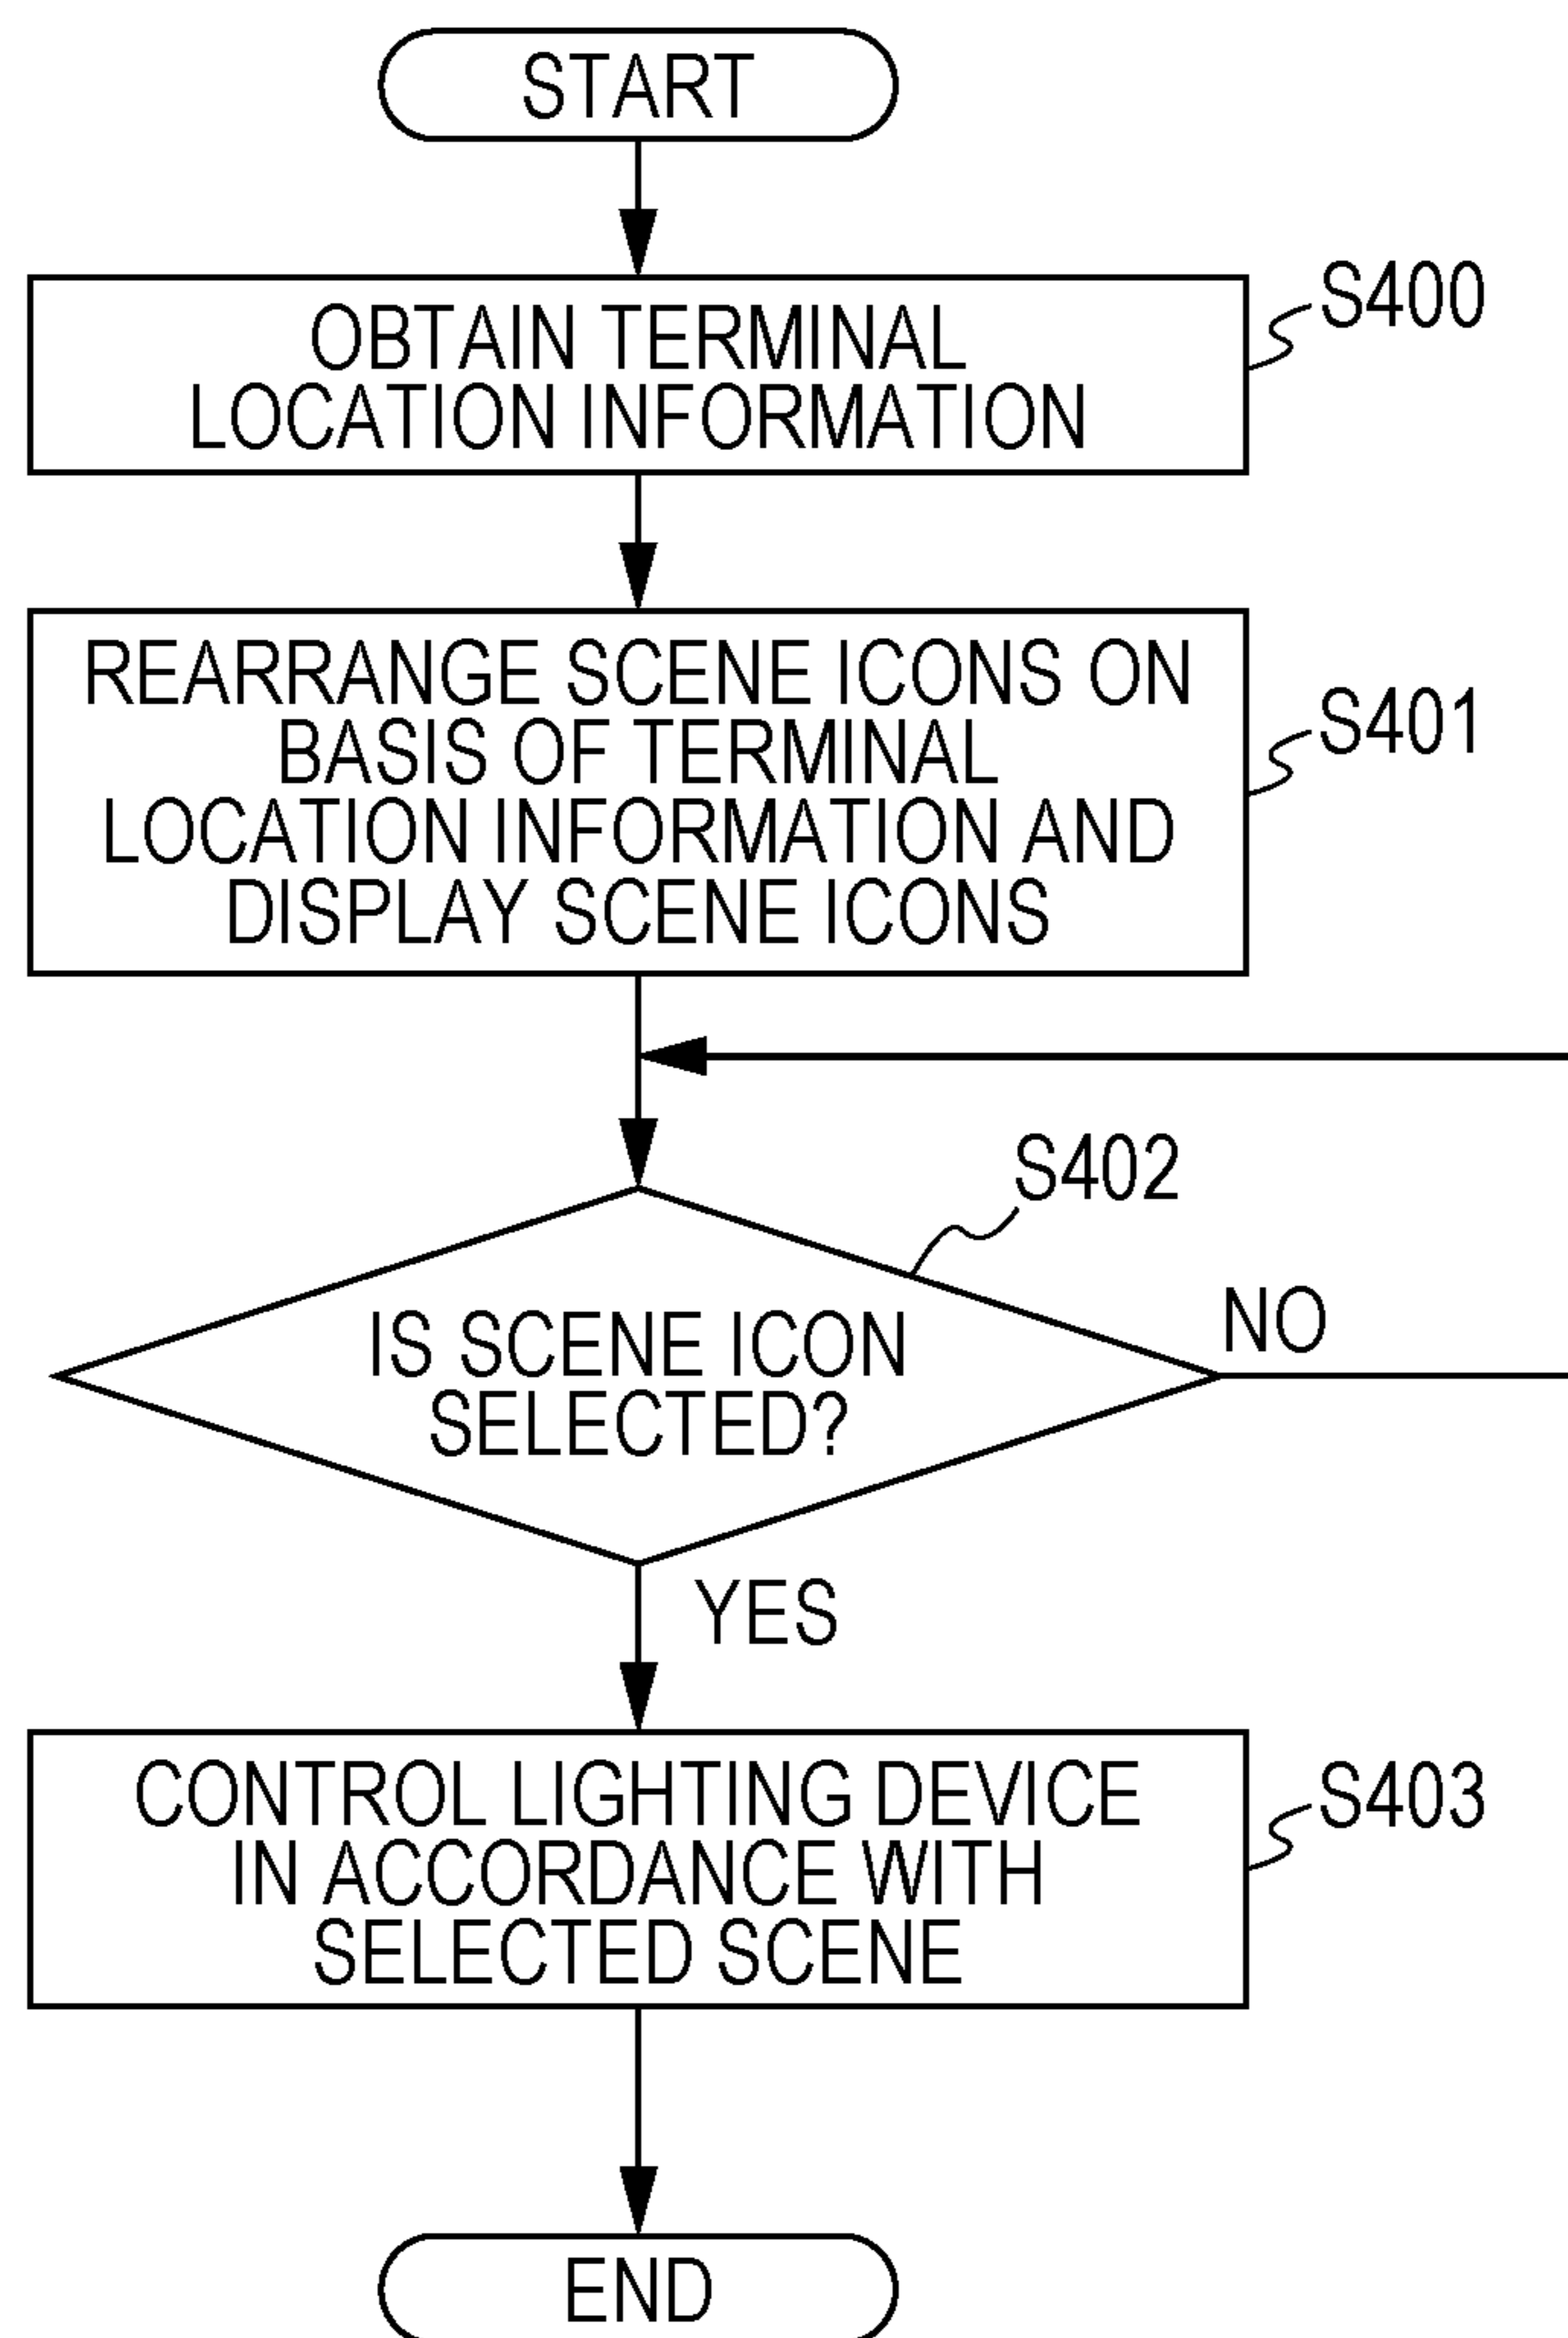 START
OBTAIN TERMINAL
LOCATION INFORMATION
S400
REARRANGE SCENE ICONS ON
BASIS OF TERMINAL
LOCATION INFORMATION AND
DISPLAY SCENE ICONS
S401
S402
IS SCENE ICON
SELECTED?
NO
YES
CONTROL LIGHTING DEVICE
IN ACCORDANCE WITH
SELECTED SCENE
S403
END